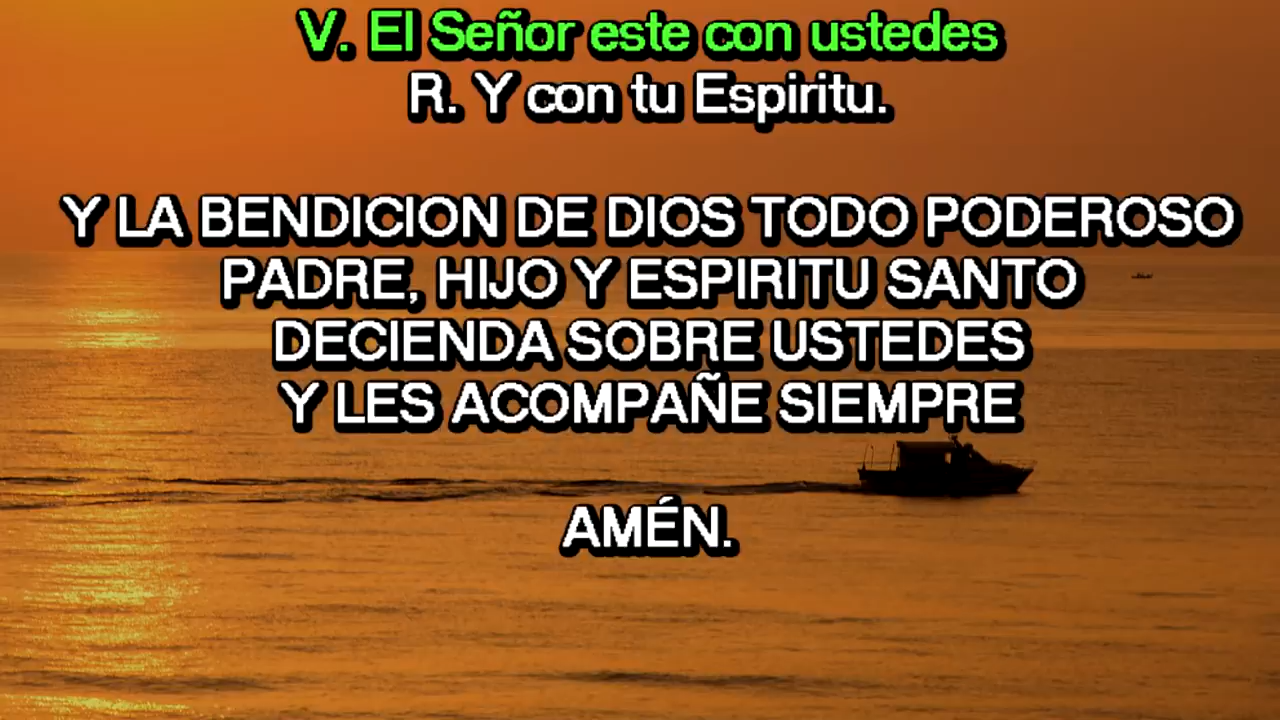 V. El Señor este con ustedes
R. Y con tu Espiritu.
Y LA BENDICION DE DIOS TODO PODEROSO
PADRE, HIJO Y ESPIRITU SANTO
DECIENDA SOBRE USTEDES
Y LES ACOMPAÑE SIEMPRE
AMÉN.